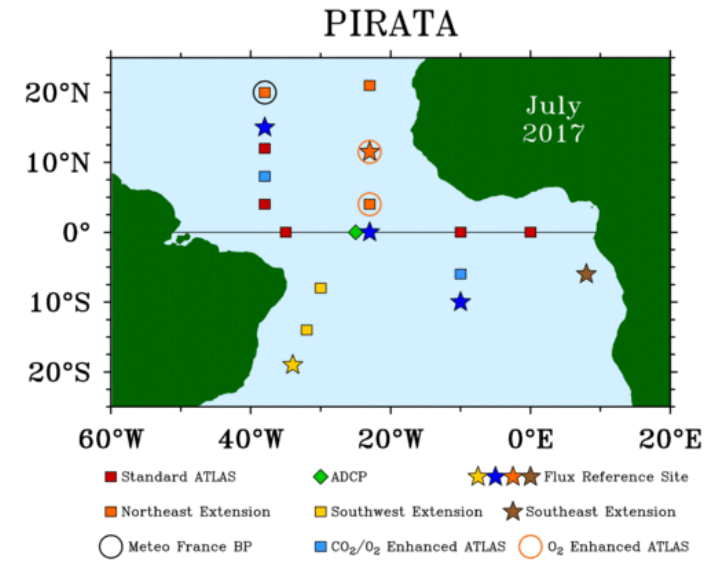 PIRATA
July
2017
20°N
10°N
0°
10°S
20°S
60°W 40°W 20°W 0°E 20°E
Standard ATLAS ADCP Flux Reference Site
Northeast Extension Southwest Extension Southeast Extension
Meteo France BP CO₂/O₂ Enhanced ATLAS O₂ Enhanced ATLAS